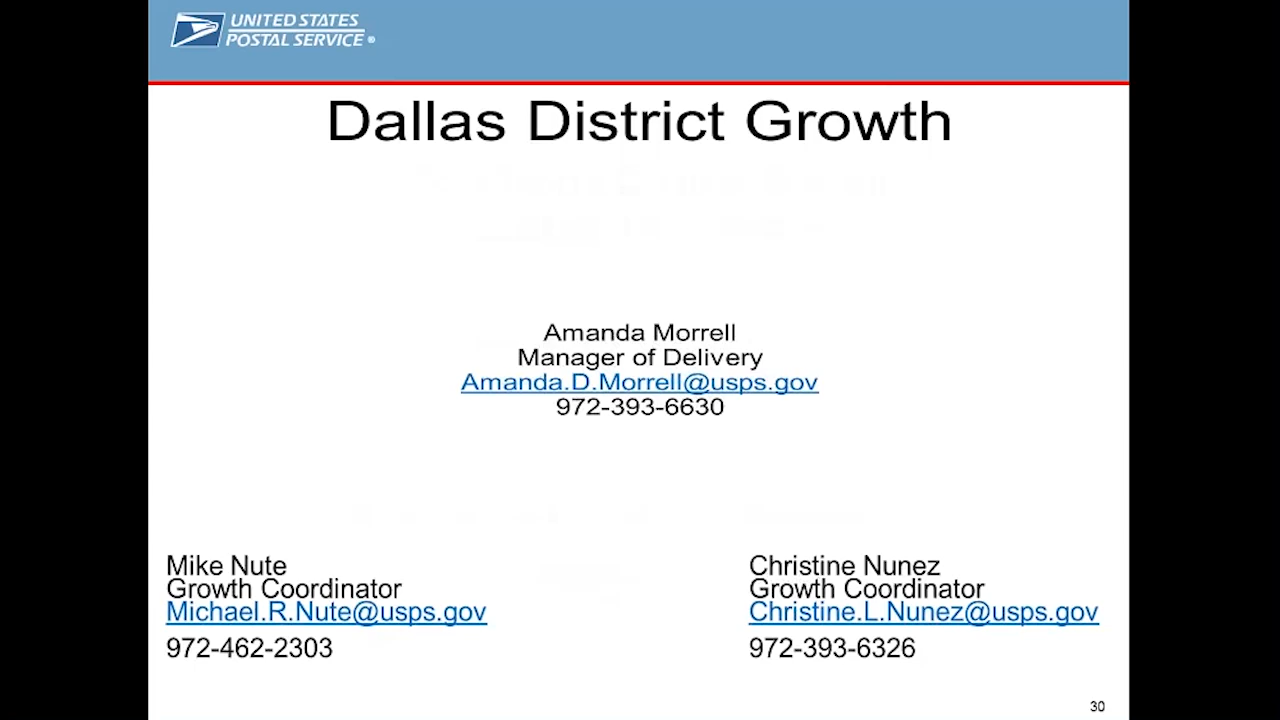 UNITED STATES
POSTAL SERVICE ®
Dallas District Growth
Amanda Morrell
Manager of Delivery
Amanda.D.Morrell@usps.gov
972-393-6630
Mike Nute
Growth Coordinator
Michael.R.Nute@usps.gov
972-462-2303
Christine Nunez
Growth Coordinator
Christine.L.Nunez@usps.gov
972-393-6326
30